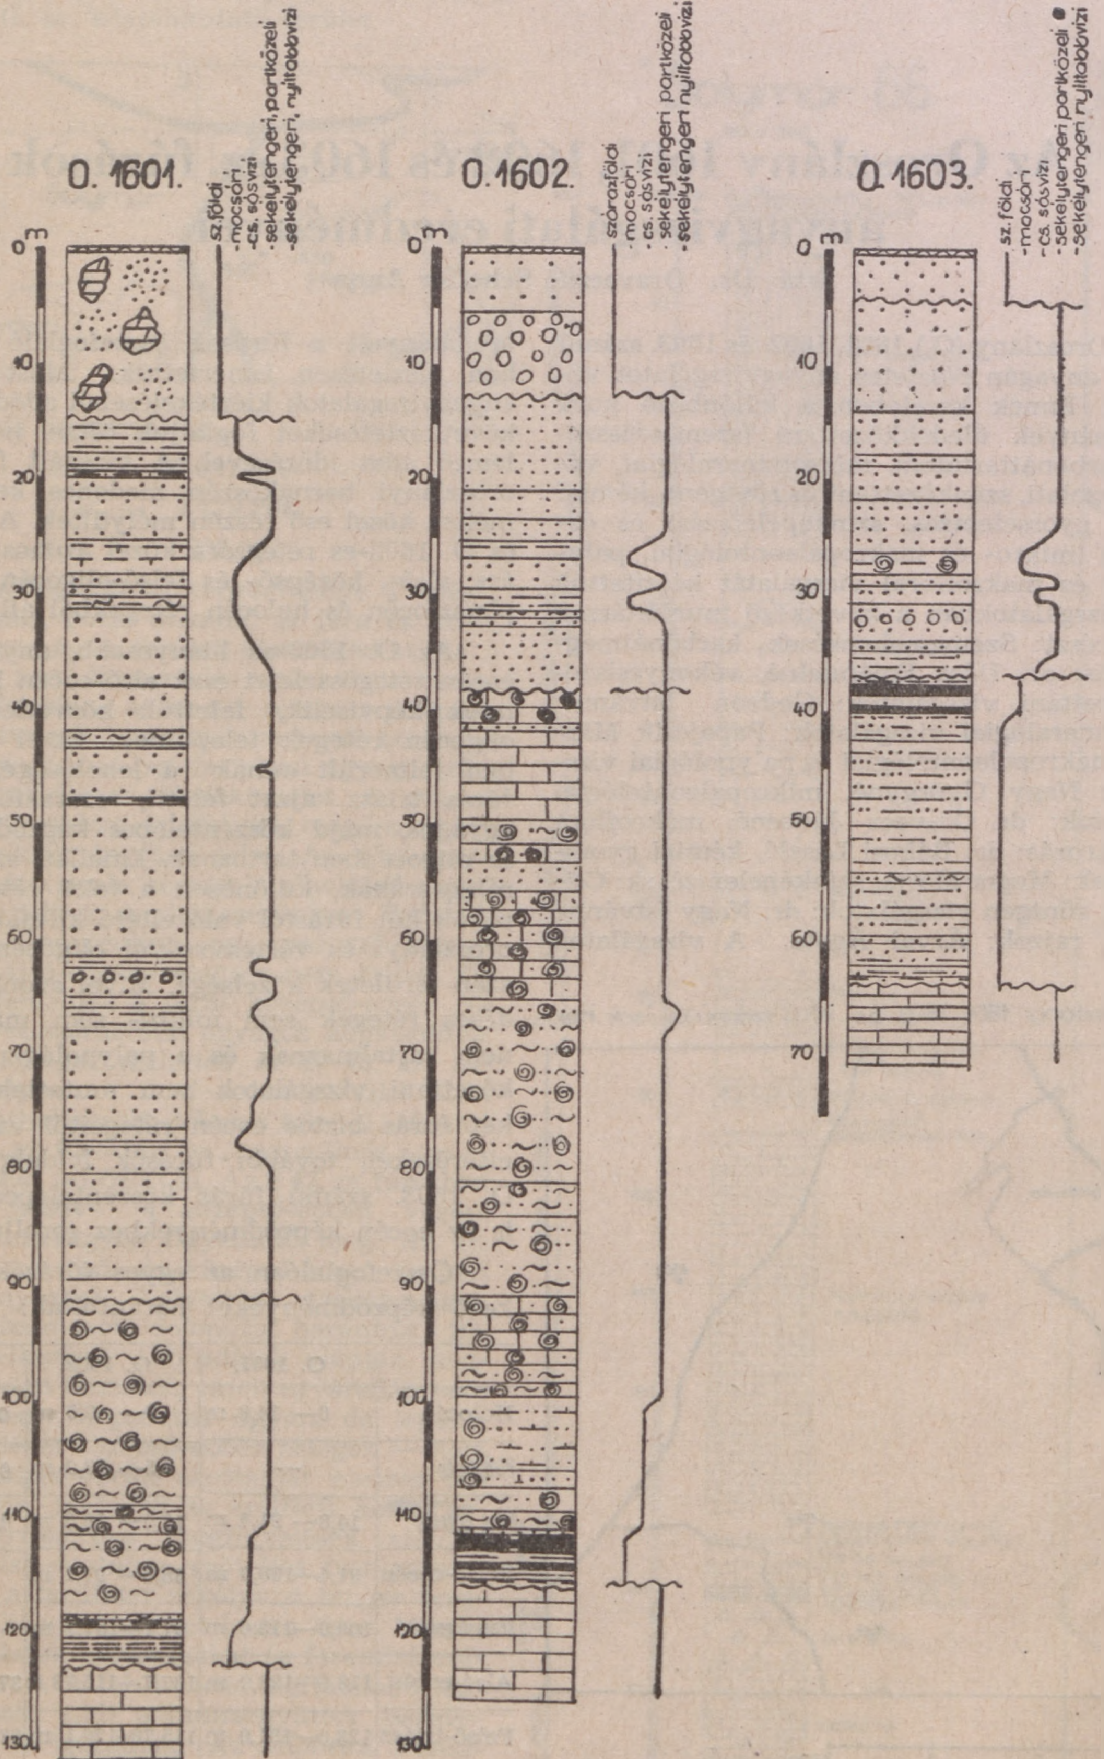 O. 1601.
sz.földi
-mocsári
-cs. sósvizi
-sekélytengeri, partközeli
-sekélytengeri, nyiltabbvizi
0 m
10
20
30
40
50
60
70
80
90
100
110
120
130
O. 1602.
szárazföldi
-mocsári
-cs. sósvizi
sekélytengeri partközeli
-sekélytengeri nyiltabbvizi
0 m
10
20
30
40
50
60
70
80
90
100
110
120
130
O. 1603.
sz. földi
-mocsári
-cs. sósvizi
-sekélytengeri partközeli
-sekélytengeri nyiltabbvizi
0 m
10
20
30
40
50
60
70